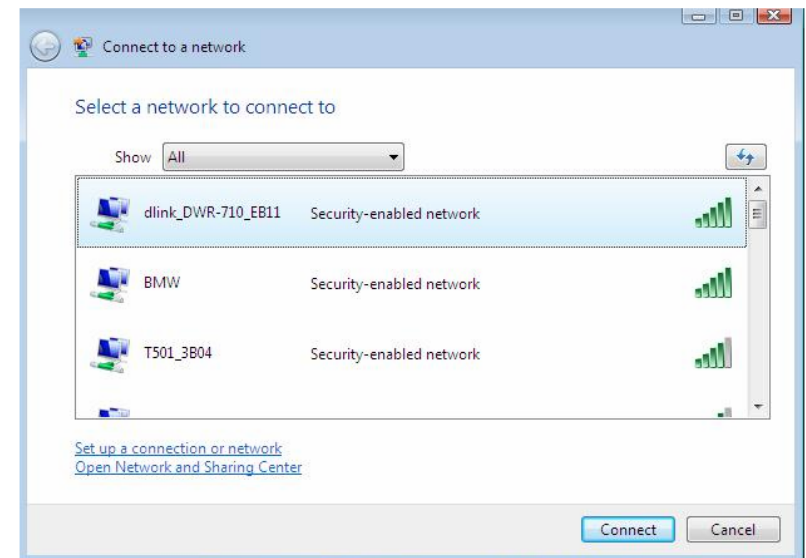 Connect to a network
Select a network to connect to
Show All
dlink_DWR-710_EB11 Security-enabled network
BMW Security-enabled network
T501_3B04 Security-enabled network
Set up a connection or network
Open Network and Sharing Center
Connect Cancel